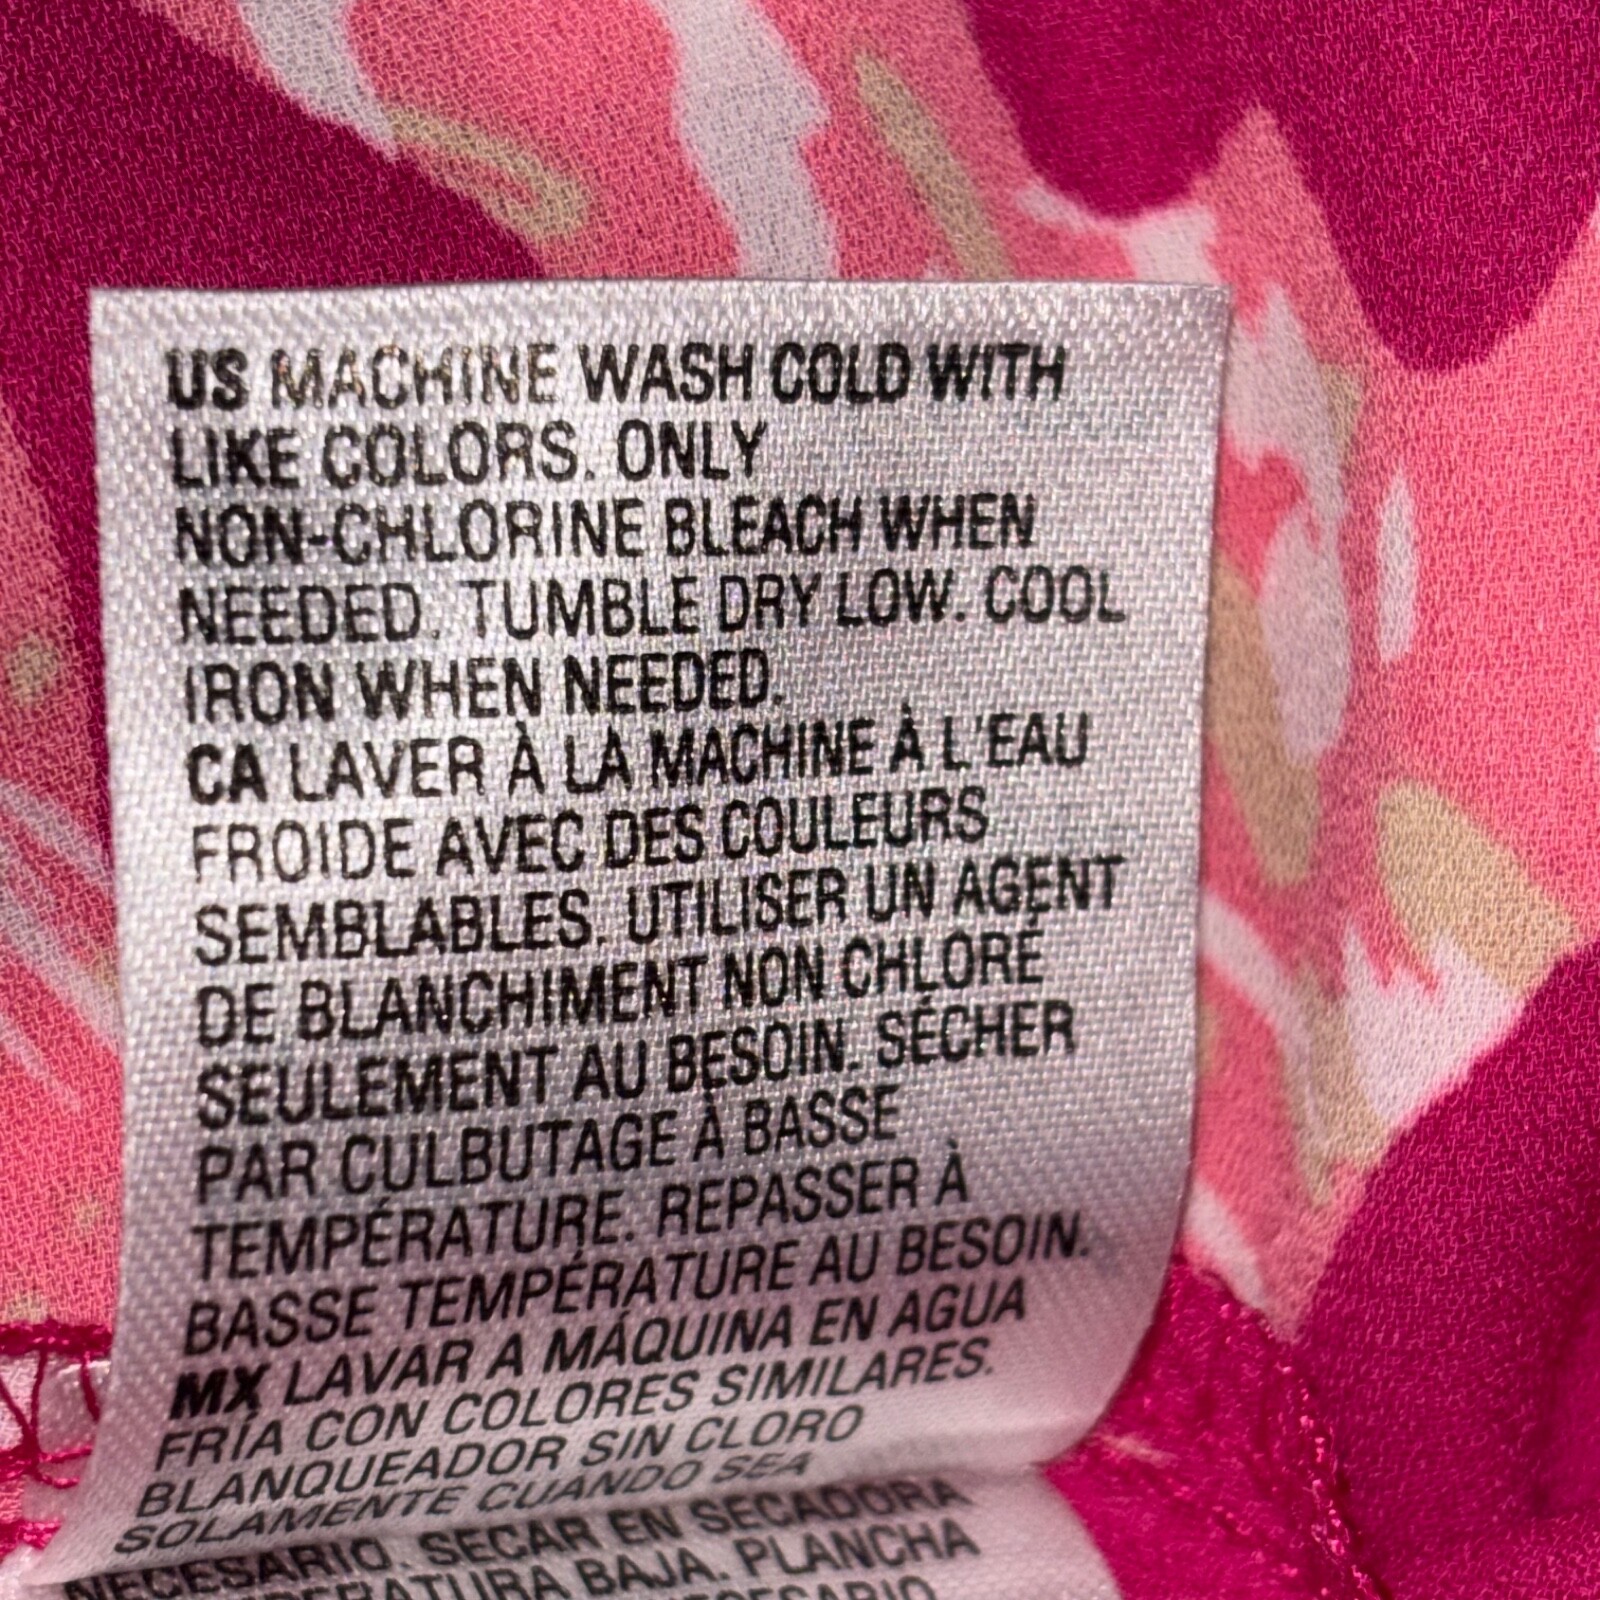 US MACHINE WASH COLD WITH
LIKE COLORS. ONLY
NON-CHLORINE BLEACH WHEN
NEEDED. TUMBLE DRY LOW. COOL
IRON WHEN NEEDED.
CA LAVER À LA MACHINE À L'EAU
FROIDE AVEC DES COULEURS
SEMBLABLES. UTILISER UN AGENT
DE BLANCHIMENT NON CHLORÉ
SEULEMENT AU BESOIN. SÉCHER
PAR CULBUTAGE À BASSE
TEMPÉRATURE. REPASSER À
BASSE TEMPÉRATURE AU BESOIN.
MX LAVAR A MÁQUINA EN AGUA
FRÍA CON COLORES SIMILARES.
BLANQUEADOR SIN CLORO
SOLAMENTE CUANDO SEA
NECESARIO. SECAR EN SECADORA
BAJA. PLANCHA